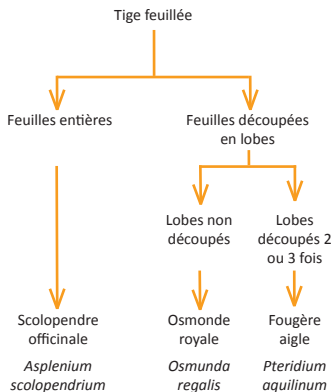 Tige feuillée
Feuilles entières
Feuilles découpées
en lobes
Lobes non
découpés
Lobes
découpés 2
ou 3 fois
Scolopendre
officinale
Asplenium
scolopendrium
Osmonde
royale
Osmunda
regalis
Fougère
aigle
Pteridium
aquilinum